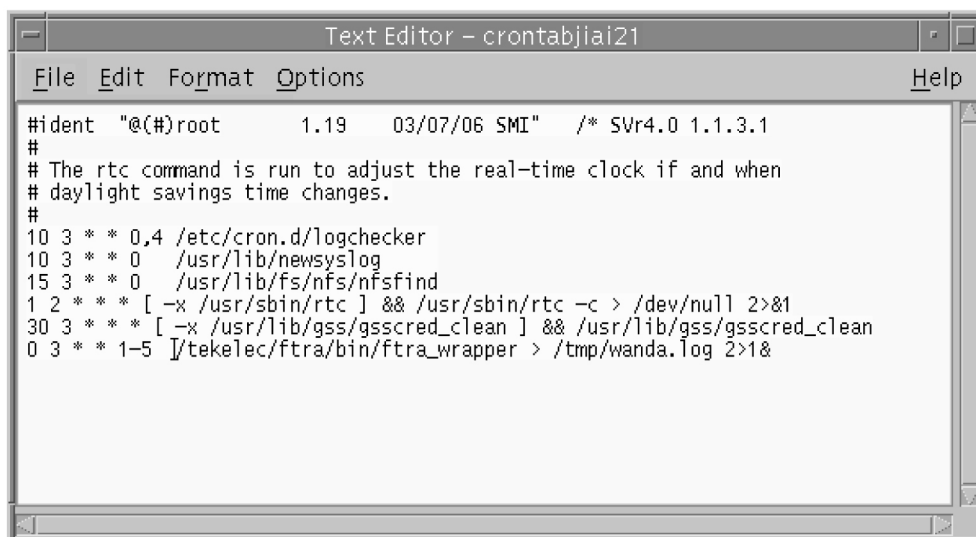 Text Editor – crontabjiai21
File Edit Format Options Help
#ident "@(#)root 1.19 03/07/06 SMI" /* SVr4.0 1.1.3.1
#
# The rtc command is run to adjust the real-time clock if and when
# daylight savings time changes.
#
10 3 * * 0,4 /etc/cron.d/logchecker
10 3 * * 0 /usr/lib/newsyslog
15 3 * * 0 /usr/lib/fs/nfs/nfsfind
1 2 * * * [ -x /usr/sbin/rtc ] && /usr/sbin/rtc -c > /dev/null 2>&1
30 3 * * * [ -x /usr/lib/gss/gsscred_clean ] && /usr/lib/gss/gsscred_clean
0 3 * * 1-5 /tekelec/ftra/bin/ftra_wrapper > /tmp/wanda.log 2>1&